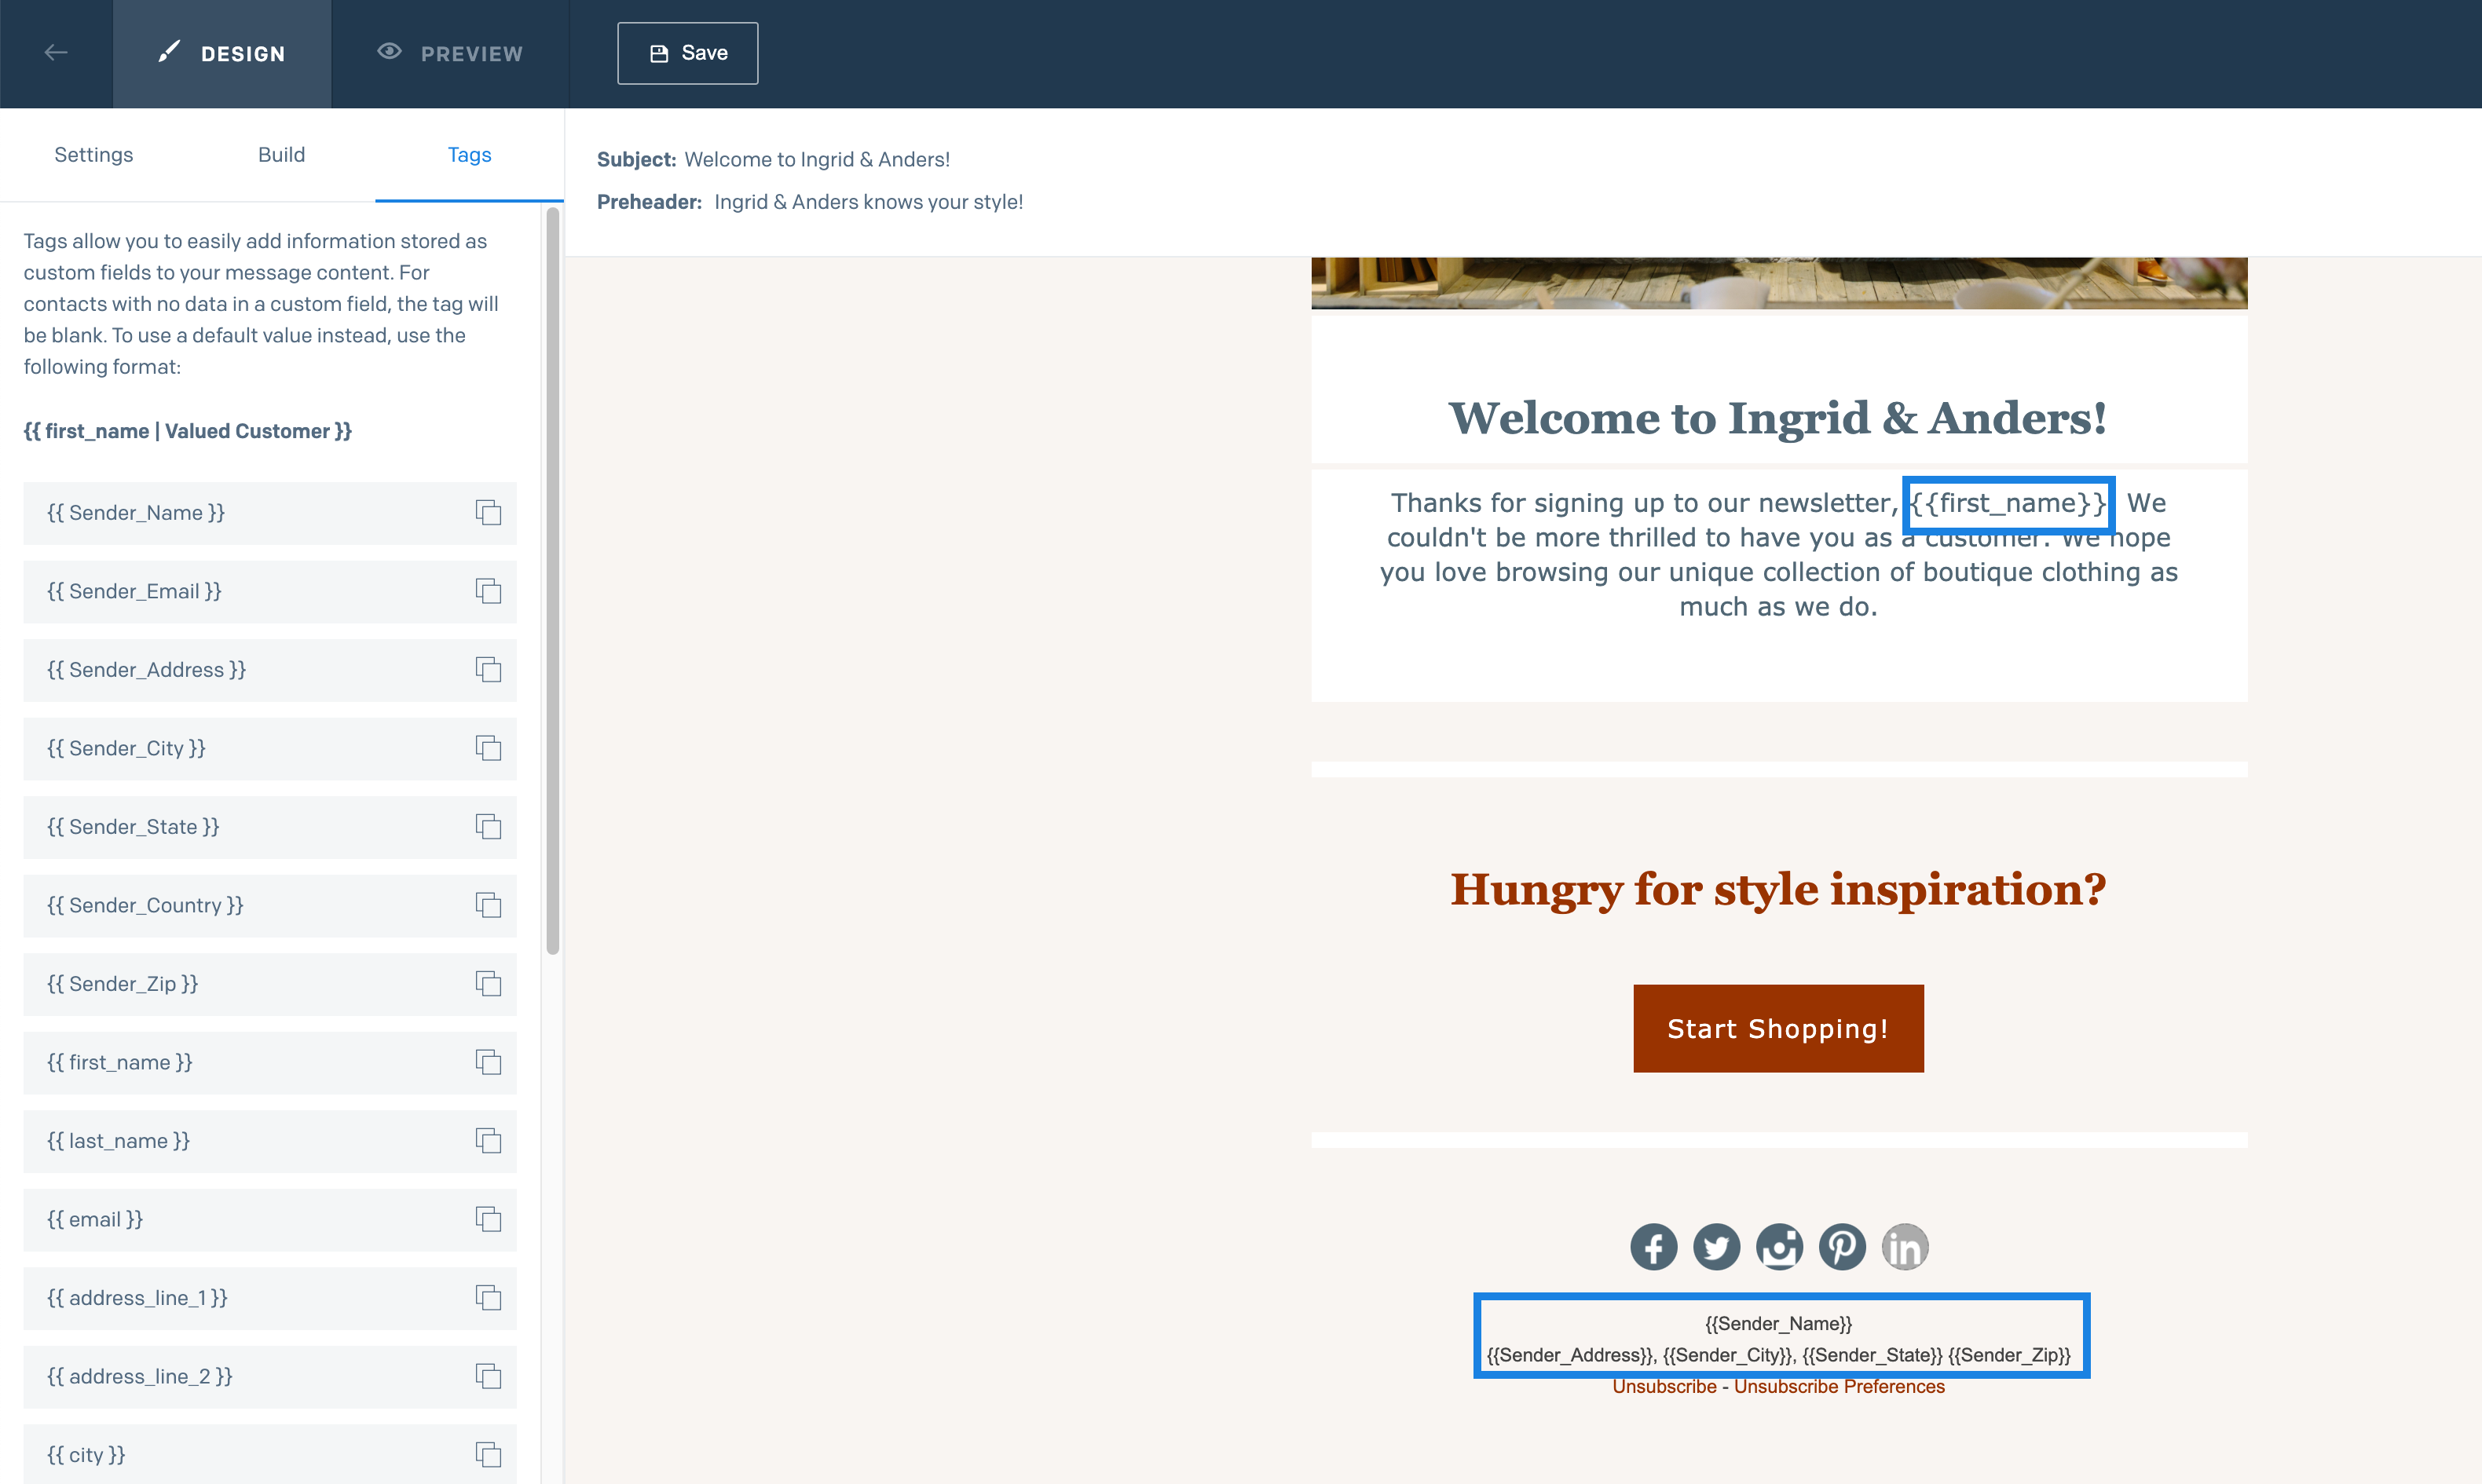 DESIGN
PREVIEW
Save
Settings
Build
Tags
Tags allow you to easily add information stored as
custom fields to your message content. For
contacts with no data in a custom field, the tag will
be blank. To use a default value instead, use the
following format:
{{ first_name | Valued Customer }}
{{ Sender_Name }}
{{ Sender_Email }}
{{ Sender_Address }}
{{ Sender_City }}
{{ Sender_State }}
{{ Sender_Country }}
{{ Sender_Zip }}
{{ first_name }}
{{ last_name }}
{{ email }}
{{ address_line_1 }}
{{ address_line_2 }}
{{ city }}
Subject: Welcome to Ingrid & Anders!
Preheader: Ingrid & Anders knows your style!
Welcome to Ingrid & Anders!
Thanks for signing up to our newsletter, {{first_name}} We
couldn't be more thrilled to have you as a customer. We hope
you love browsing our unique collection of boutique clothing as
much as we do.
Hungry for style inspiration?
Start Shopping!
{{Sender_Name}}
{{Sender_Address}}, {{Sender_City}}, {{Sender_State}} {{Sender_Zip}}
Unsubscribe - Unsubscribe Preferences